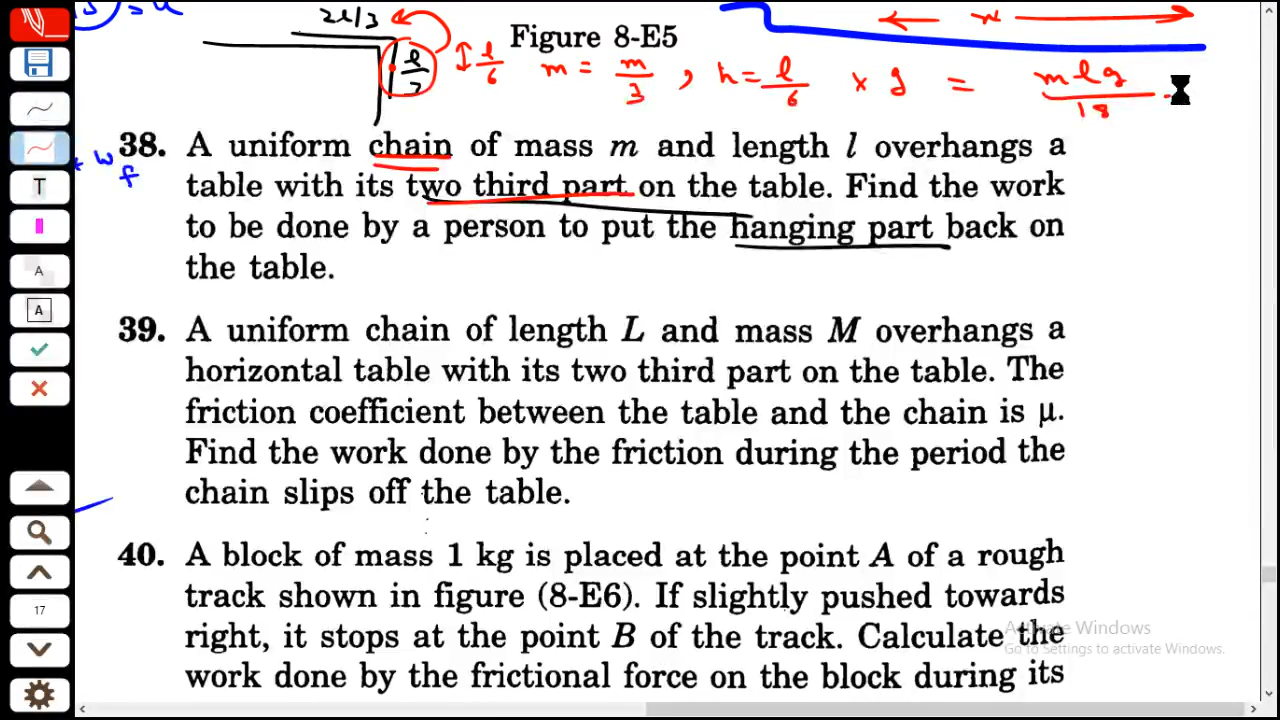 2l/3
Figure 8-E5
l/3
l/6
m = m/3 , h = l/6 × g = mlg/18
38. A uniform chain of mass m and length l overhangs a
table with its two third part on the table. Find the work
to be done by a person to put the hanging part back on
the table.
39. A uniform chain of length L and mass M overhangs a
horizontal table with its two third part on the table. The
friction coefficient between the table and the chain is μ.
Find the work done by the friction during the period the
chain slips off the table.
40. A block of mass 1 kg is placed at the point A of a rough
track shown in figure (8-E6). If slightly pushed towards
right, it stops at the point B of the track. Calculate the
work done by the frictional force on the block during its
T
A
A
17
Activate Windows
Go to Settings to activate Windows.